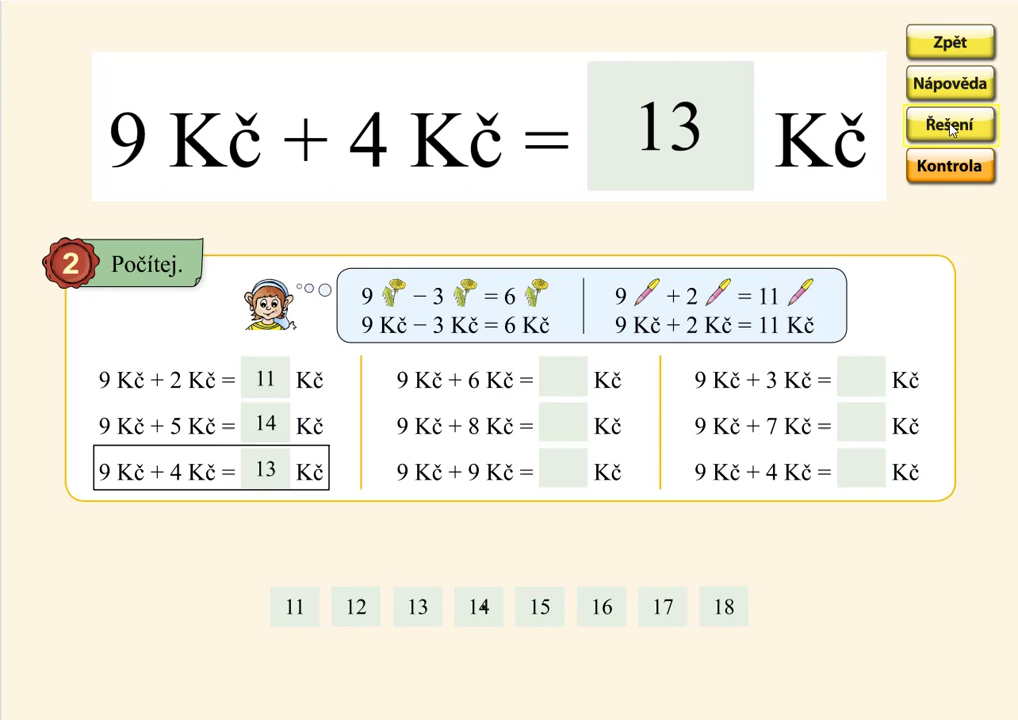 Zpět
Nápověda
Řešení
Kontrola
9 Kč + 4 Kč = 13 Kč
2 Počítej.
9 − 3 = 6
9 Kč − 3 Kč = 6 Kč
9 + 2 = 11
9 Kč + 2 Kč = 11 Kč
9 Kč + 2 Kč = 11 Kč
9 Kč + 5 Kč = 14 Kč
9 Kč + 4 Kč = 13 Kč
9 Kč + 6 Kč = Kč
9 Kč + 8 Kč = Kč
9 Kč + 9 Kč = Kč
9 Kč + 3 Kč = Kč
9 Kč + 7 Kč = Kč
9 Kč + 4 Kč = Kč
11 12 13 14 15 16 17 18